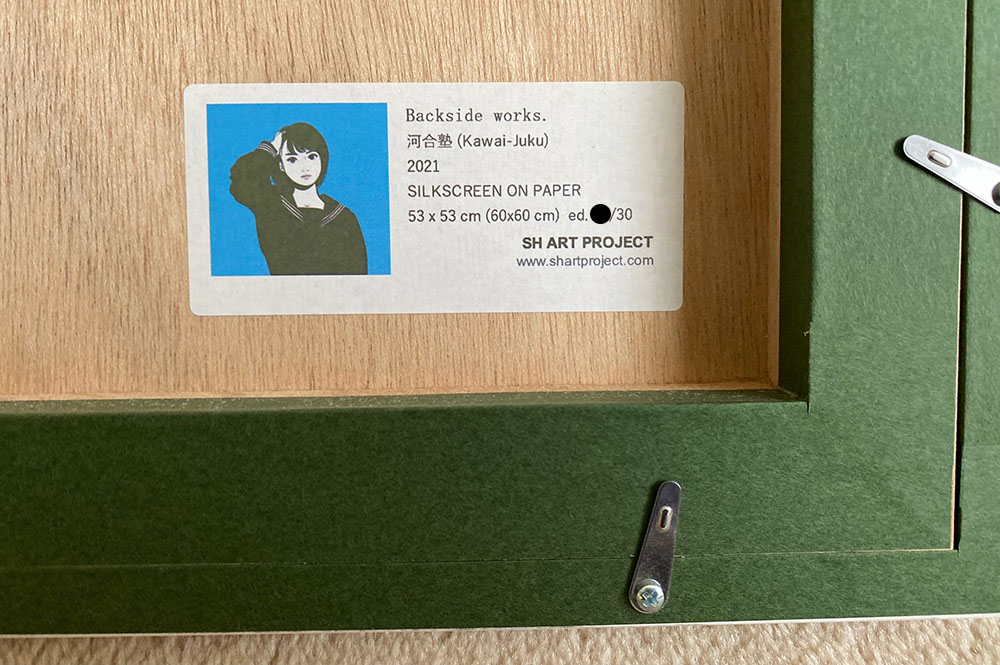 Backside works.
河合塾 (Kawai-Juku)
2021
SILKSCREEN ON PAPER
53 x 53 cm (60x60 cm) ed. /30
SH ART PROJECT
www.shartproject.com